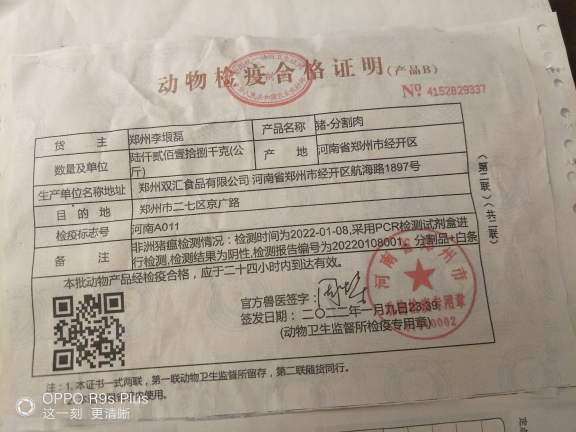 动物检疫合格证明(产品B)
№ 4152829337
货主 郑州李垠磊 产品名称 猪-分割肉
数量及单位 陆仟贰佰壹拾捌千克(公斤) 产地 河南省郑州市经开区
生产单位名称地址 郑州双汇食品有限公司 河南省郑州市经开区航海路1897号
目的地 郑州市二七区京广路
检疫标志号 河南A011
备注 非洲猪瘟检测情况：检测时间为2022-01-08,采用PCR检测试剂盒进
行检测,检测结果为阴性,检测报告编号为20220108001。分割品+白条
本批动物产品经检疫合格，应于二十四小时内到达有效。
官方兽医签字：
签发日期：二〇二二年一月九日23:39
(动物卫生监督所检疫专用章)
注：1. 本证书一式两联，第一联动物卫生监督所留存，第二联随货同行。
使用。
(第二联)(共二联)
河南省 州市
OPPO R9s Plus
这一刻 更清晰